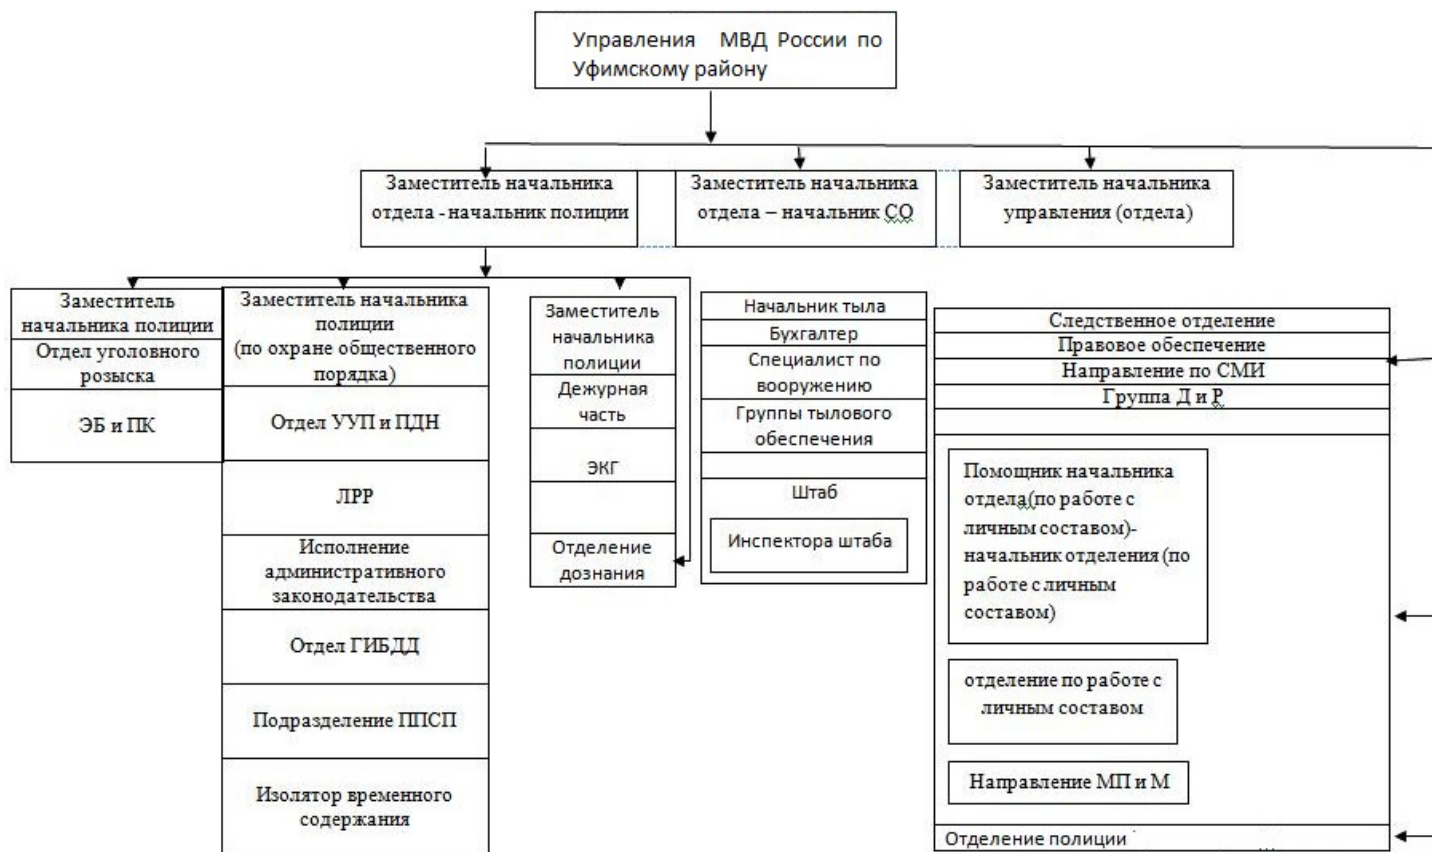 Управления МВД России по
Уфимскому району
Заместитель начальника
отдела - начальник полиции
Заместитель начальника
отдела – начальник СО
Заместитель начальника
управления (отдела)
Заместитель
начальника полиции
Отдел уголовного
розыска
ЭБ и ПК
Заместитель начальника
полиции
(по охране общественного
порядка)
Отдел УУП и ПДН
ЛРР
Исполнение
административного
законодательства
Отдел ГИБДД
Подразделение ППСП
Изолятор временного
содержания
Заместитель
начальника
полиции
Дежурная
часть
ЭКГ
Отделение
дознания
Начальник тыла
Бухгалтер
Специалист по
вооружению
Группы тылового
обеспечения
Штаб
Инспектора штаба
Следственное отделение
Правовое обеспечение
Направление по СМИ
Группа Д и Р
Помощник начальника
отдела(по работе с
личным составом)-
начальник отделения (по
работе с личным
составом)
отделение по работе с
личным составом
Направление МП и М
Отделение полиции